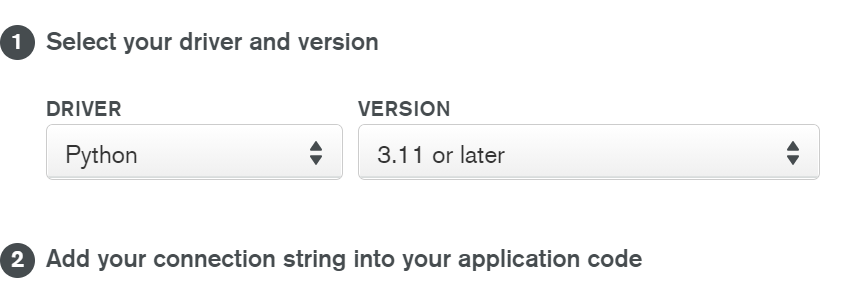 1 Select your driver and version
DRIVER VERSION
Python 3.11 or later
2 Add your connection string into your application code